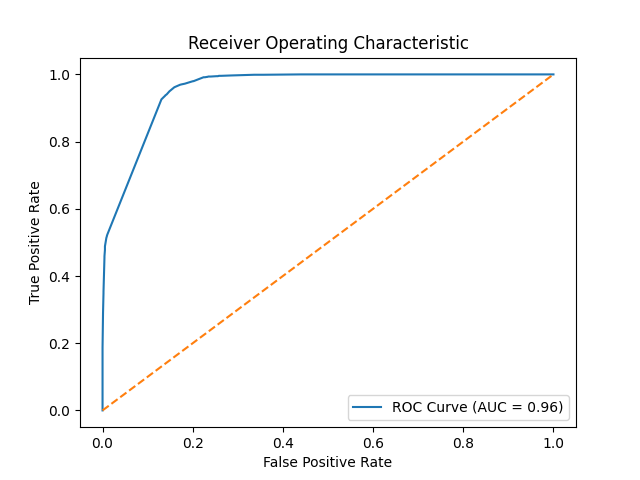 Receiver Operating Characteristic
True Positive Rate
1.0
0.8
0.6
0.4
0.2
0.0
ROC Curve (AUC = 0.96)
0.0 0.2 0.4 0.6 0.8 1.0
False Positive Rate